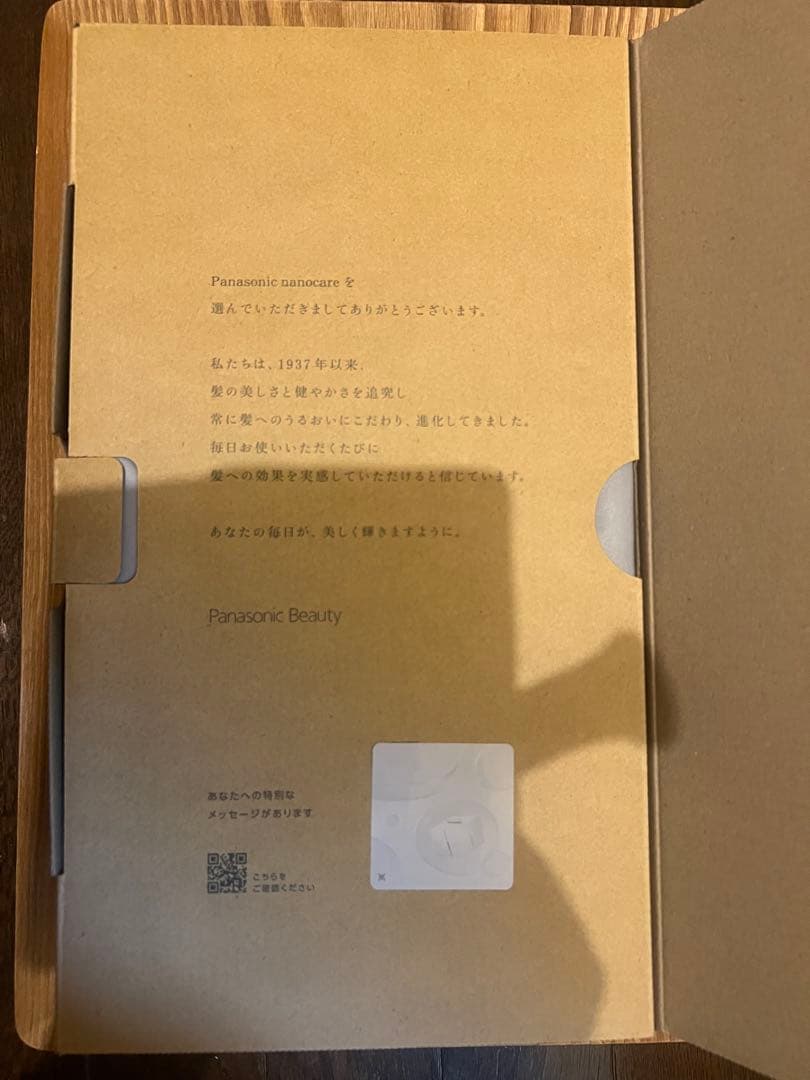 Panasonic nanocareを
選んでいただきましてありがとうございます。
私たちは、1937年以来、
髪の美しさと健やかさを追究し
常に髪へのうるおいにこだわり、進化してきました。
毎日お使いいただくたびに
髪への効果を実感していただけると信じています。
あなたの毎日が、美しく輝きますように。
Panasonic Beauty
あなたへの特別な
メッセージがあります
こちらを
ご確認ください